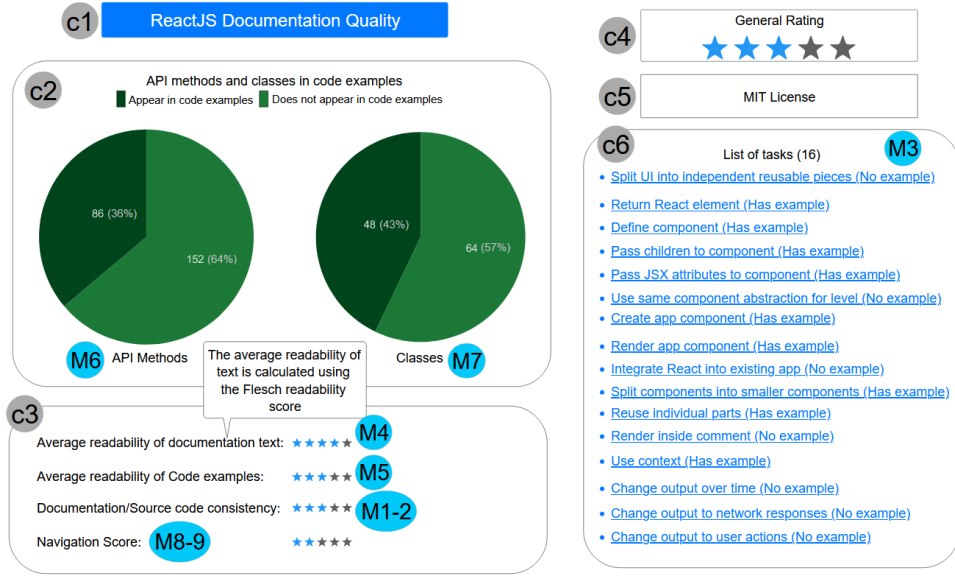 c1
ReactJS Documentation Quality
c2
API methods and classes in code examples
Appear in code examples
Does not appear in code examples
86 (36%)
152 (64%)
48 (43%)
64 (57%)
M6
API Methods
Classes
M7
The average readability of
text is calculated using
the Flesch readability
score
c3
Average readability of documentation text:
M4
Average readability of Code examples:
M5
Documentation/Source code consistency:
M1-2
Navigation Score:
M8-9
c4
General Rating
c5
MIT License
c6
List of tasks (16)
M3
• Split UI into independent reusable pieces (No example)
• Return React element (Has example)
• Define component (Has example)
• Pass children to component (Has example)
• Pass JSX attributes to component (Has example)
• Use same component abstraction for level (No example)
• Create app component (Has example)
• Render app component (Has example)
• Integrate React into existing app (No example)
• Split components into smaller components (Has example)
• Reuse individual parts (Has example)
• Render inside comment (No example)
• Use context (Has example)
• Change output over time (No example)
• Change output to network responses (No example)
• Change output to user actions (No example)